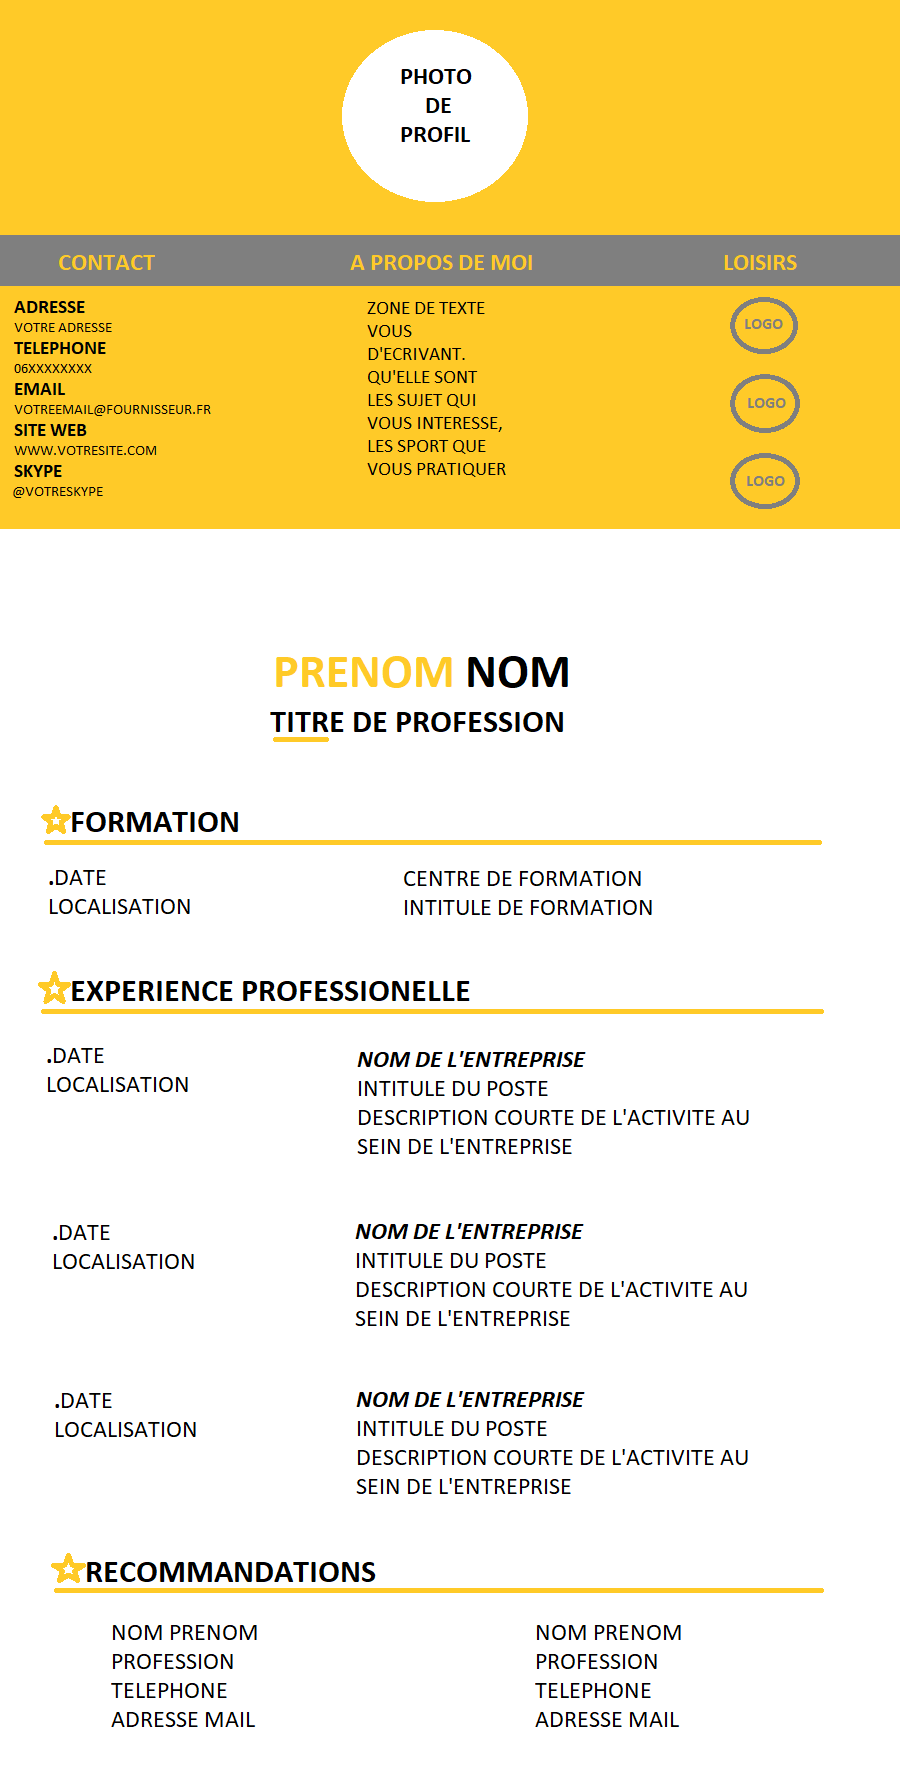 PHOTO
DE
PROFIL
CONTACT
ADRESSE
VOTRE ADRESSE
TELEPHONE
06XXXXXXXX
EMAIL
VOTREEMAIL@FOURNISSEUR.FR
SITE WEB
WWW.VOTRESITE.COM
SKYPE
@VOTRESKYPE
A PROPOS DE MOI
ZONE DE TEXTE
VOUS
D'ECRIVANT.
QU'ELLE SONT
LES SUJET QUI
VOUS INTERESSE,
LES SPORT QUE
VOUS PRATIQUER
LOISIRS
LOGO
LOGO
LOGO
PRENOM NOM
TITRE DE PROFESSION
FORMATION
.DATE
LOCALISATION
CENTRE DE FORMATION
INTITULE DE FORMATION
EXPERIENCE PROFESSIONELLE
.DATE
LOCALISATION
NOM DE L'ENTREPRISE
INTITULE DU POSTE
DESCRIPTION COURTE DE L'ACTIVITE AU
SEIN DE L'ENTREPRISE
.DATE
LOCALISATION
NOM DE L'ENTREPRISE
INTITULE DU POSTE
DESCRIPTION COURTE DE L'ACTIVITE AU
SEIN DE L'ENTREPRISE
.DATE
LOCALISATION
NOM DE L'ENTREPRISE
INTITULE DU POSTE
DESCRIPTION COURTE DE L'ACTIVITE AU
SEIN DE L'ENTREPRISE
RECOMMANDATIONS
NOM PRENOM
PROFESSION
TELEPHONE
ADRESSE MAIL
NOM PRENOM
PROFESSION
TELEPHONE
ADRESSE MAIL